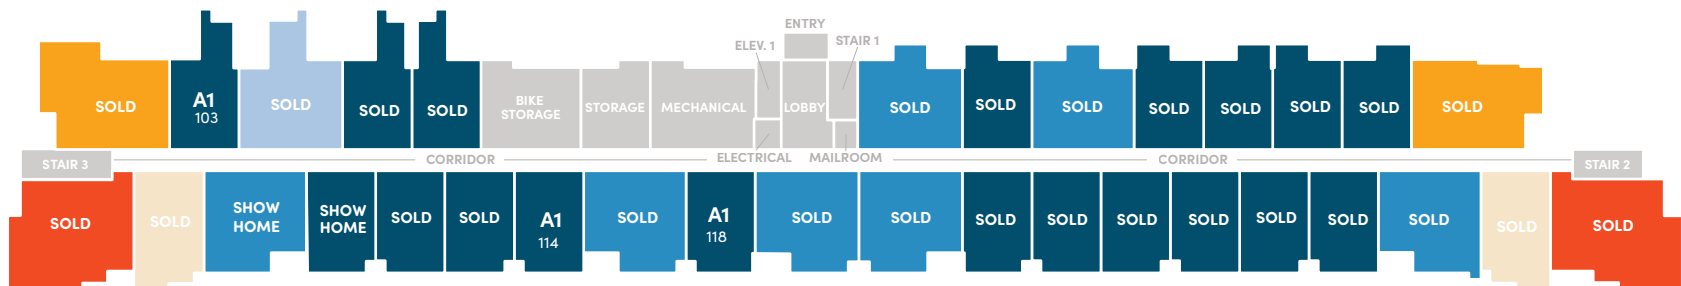 ENTRY
ELEV. 1
STAIR 1
SOLD
A1
103
SOLD
SOLD
SOLD
BIKE
STORAGE
STORAGE
MECHANICAL
LOBBY
SOLD
SOLD
SOLD
SOLD
SOLD
SOLD
SOLD
SOLD
STAIR 3
CORRIDOR
ELECTRICAL
MAILROOM
CORRIDOR
STAIR 2
SOLD
SOLD
SHOW
HOME
SHOW
HOME
SOLD
SOLD
A1
114
SOLD
A1
118
SOLD
SOLD
SOLD
SOLD
SOLD
SOLD
SOLD
SOLD
SOLD
SOLD
SOLD